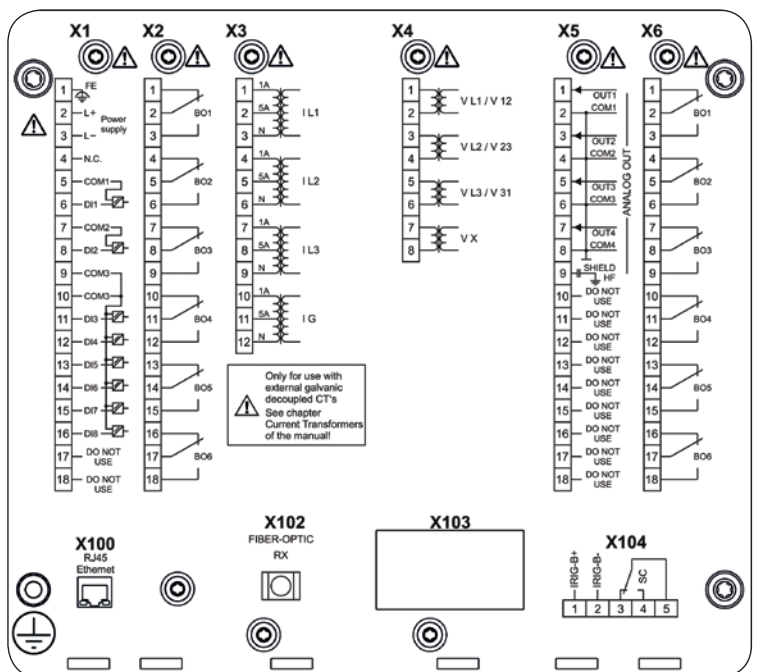 X1 X2 X3 X4 X5 X6
1 FE
2 L+ Power supply
3 L–
4 N.C.
5 COM1
6 DI1
7 COM2
8 DI2
9 COM3
10 COM3
11 DI3
12 DI4
13 DI5
14 DI6
15 DI7
16 DI8
17 DO NOT USE
18 DO NOT USE
1
2 BO1
3
4
5 BO2
6
7
8 BO3
9
10
11 BO4
12
13
14 BO5
15
16
17 BO6
18
1 1A
2 5A I L1
3 N
4 1A
5 5A I L2
6 N
7 1A
8 5A I L3
9 N
10 1A
11 5A I G
12 N
Only for use with
external galvanic
decoupled CT's
See chapter
Current Transformers
of the manual!
1
2 V L1 / V 12
3
4 V L2 / V 23
5
6 V L3 / V 31
7
8 V X
1 OUT1
2 COM1
3 OUT2
4 COM2
5 OUT3
6 COM3
7 OUT4
8 COM4
ANALOG OUT
9 SHIELD HF
10 DO NOT USE
11 DO NOT USE
12 DO NOT USE
13 DO NOT USE
14 DO NOT USE
15 DO NOT USE
16 DO NOT USE
17 DO NOT USE
18 DO NOT USE
1
2 BO1
3
4
5 BO2
6
7
8 BO3
9
10
11 BO4
12
13
14 BO5
15
16
17 BO6
18
X100
RJ45
Ethernet
X102
FIBER-OPTIC
RX
X103
X104
IRIG-B+
IRIG-B-
SC
1 2 3 4 5